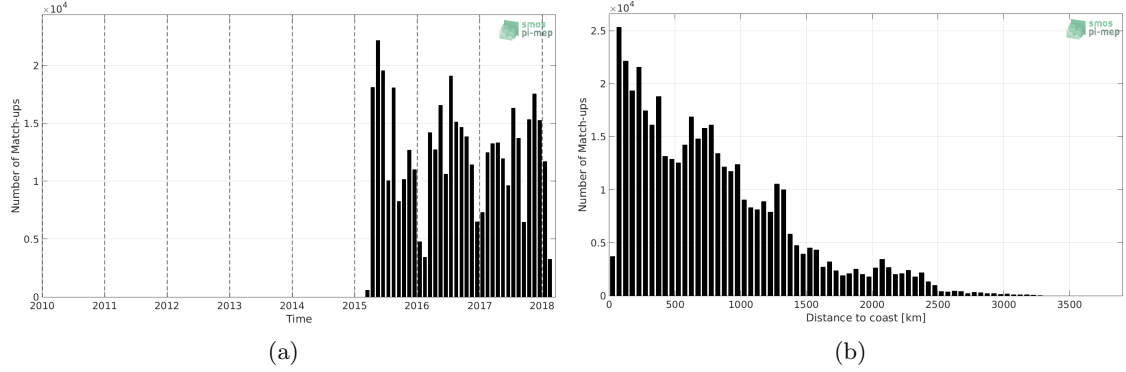 ×10⁴
smos
pi-mep
Number of Match-ups
2
1.5
1
0.5
0
2010 2011 2012 2013 2014 2015 2016 2017 2018
Time
(a)
×10⁴
smos
pi-mep
Number of Match-ups
2.5
2
1.5
1
0.5
0
0 500 1000 1500 2000 2500 3000 3500
Distance to coast [km]
(b)